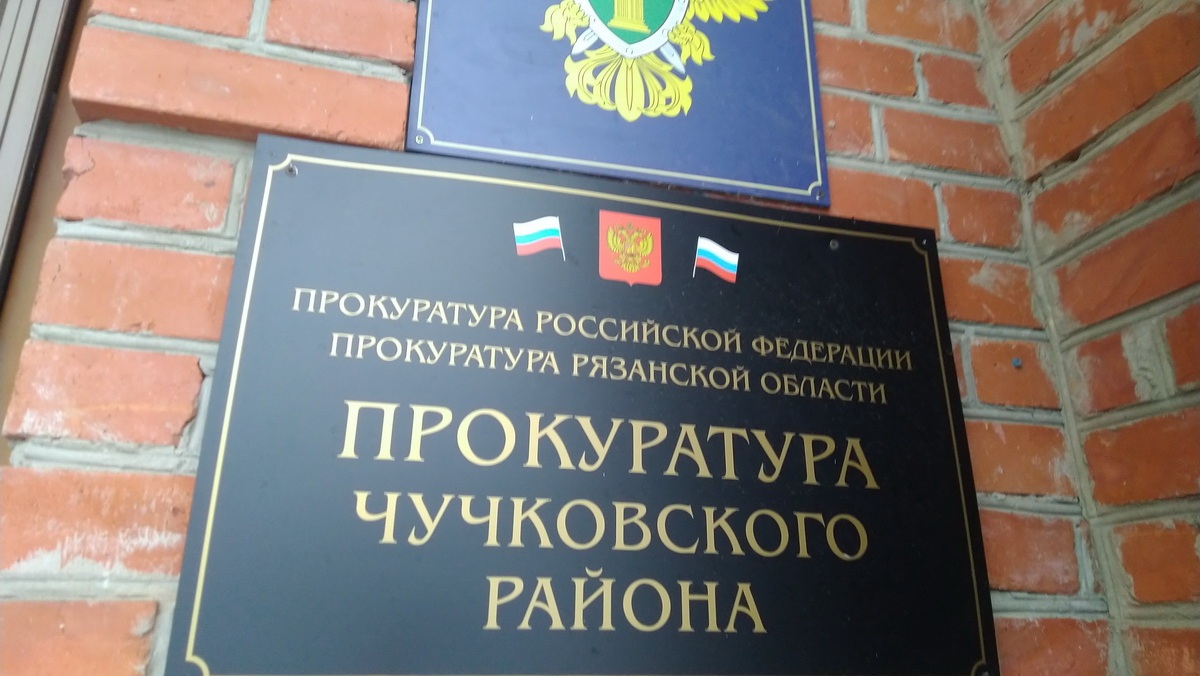 ПРОКУРАТУРА РОССИЙСКОЙ ФЕДЕРАЦИИ
ПРОКУРАТУРА РЯЗАНСКОЙ ОБЛАСТИ
ПРОКУРАТУРА
ЧУЧКОВСКОГО
РАЙОНА